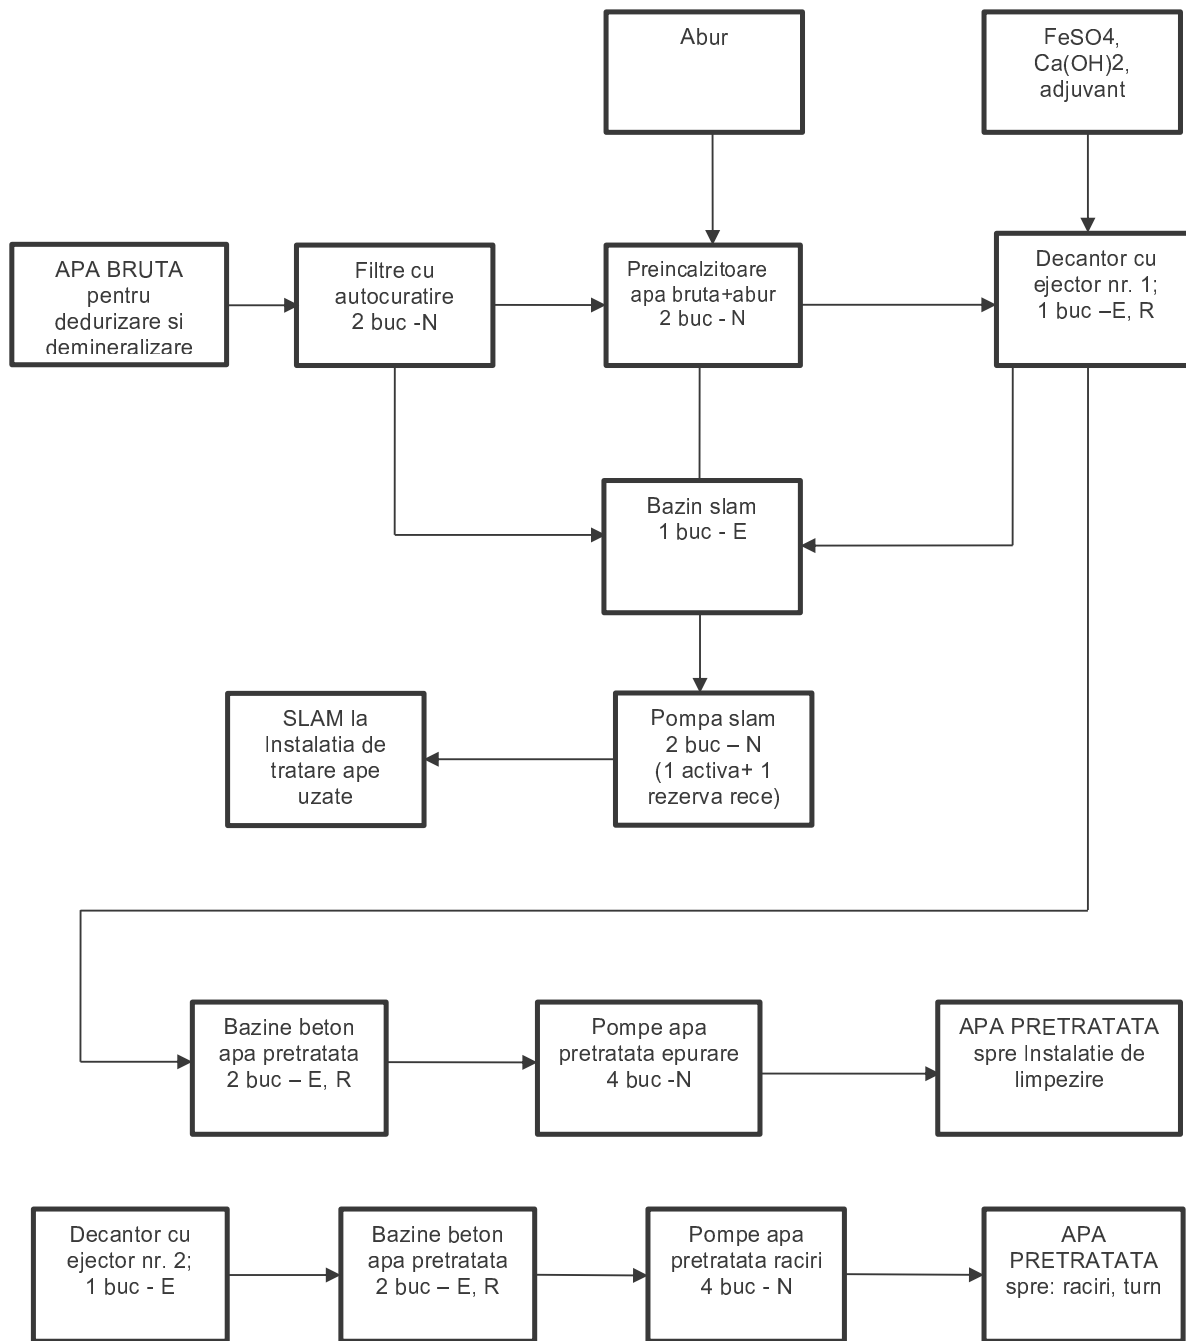 Abur
FeSO4,
Ca(OH)2,
adjuvant
APA BRUTA
pentru
dedurizare si
demineralizare
Filtre cu
autocuratire
2 buc -N
Preincalzitoare
apa bruta+abur
2 buc - N
Decantor cu
ejector nr. 1;
1 buc –E, R
Bazin slam
1 buc - E
SLAM la
Instalatia de
tratare ape
uzate
Pompa slam
2 buc – N
(1 activa+ 1
rezerva rece)
Bazine beton
apa pretratata
2 buc – E, R
Pompe apa
pretratata epurare
4 buc -N
APA PRETRATATA
spre Instalatie de
limpezire
Decantor cu
ejector nr. 2;
1 buc - E
Bazine beton
apa pretratata
2 buc – E, R
Pompe apa
pretratata raciri
4 buc - N
APA
PRETRATATA
spre: raciri, turn